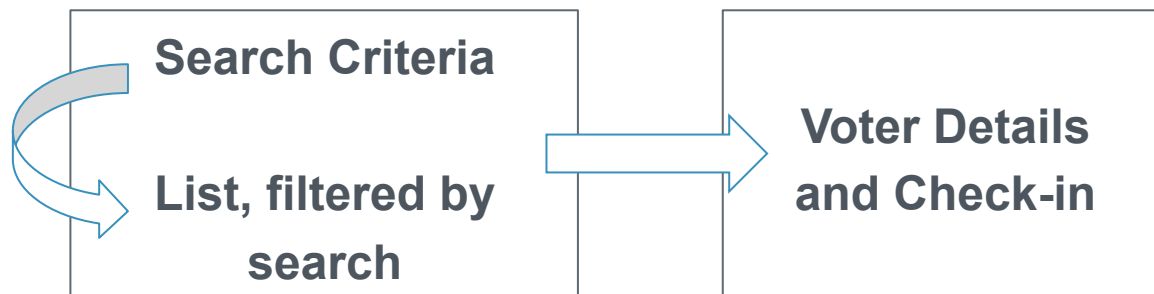 Search Criteria
List, filtered by
search
Voter Details
and Check-in